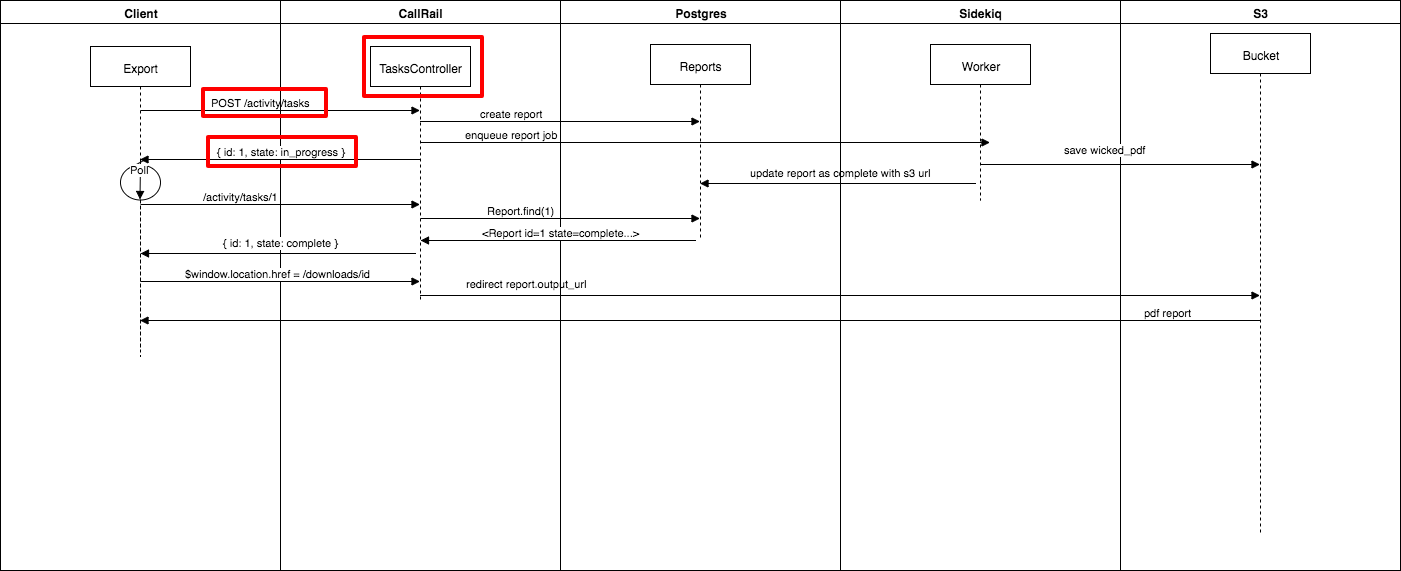 Client
CallRail
Postgres
Sidekiq
S3
Export
TasksController
Reports
Worker
Bucket
POST /activity/tasks
create report
enqueue report job
{ id: 1, state: in_progress }
save wicked_pdf
Poll
update report as complete with s3 url
/activity/tasks/1
Report.find(1)
<Report id=1 state=complete...>
{ id: 1, state: complete }
$window.location.href = /downloads/id
redirect report.output_url
pdf report